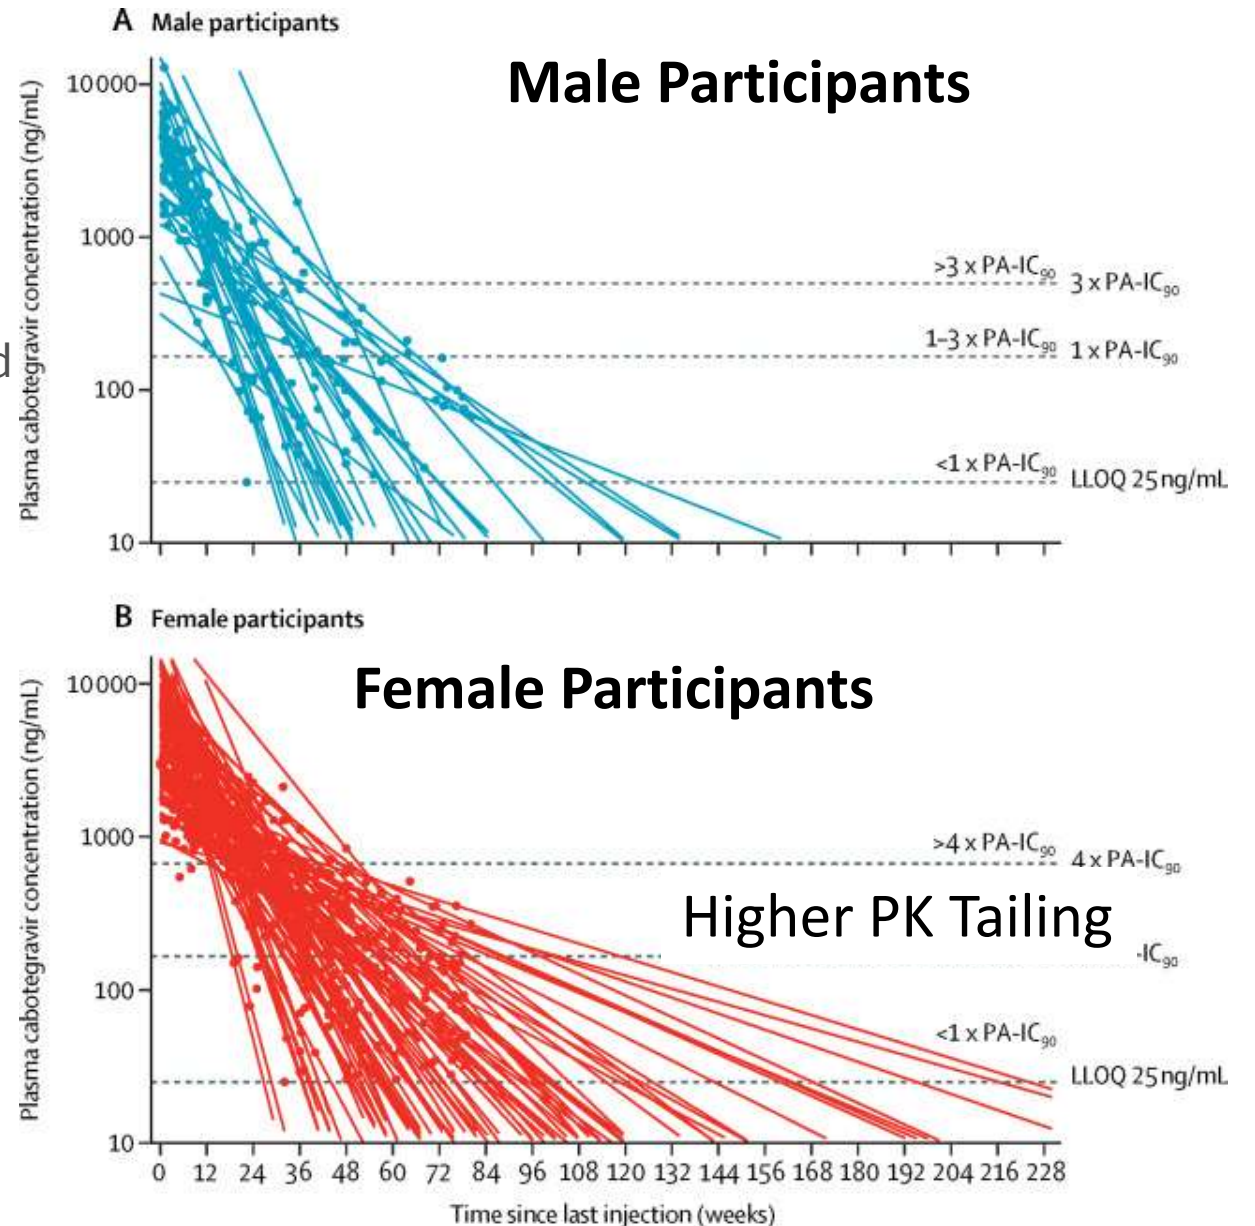 A Male participants
Male Participants
Plasma cabotegravir concentration (ng/mL)
10000
1000
100
10
>3 x PA-IC90
3 x PA-IC90
1–3 x PA-IC90
1 x PA-IC90
<1 x PA-IC90
LLOQ 25ng/mL
d
B Female participants
Female Participants
Plasma cabotegravir concentration (ng/mL)
10000
1000
100
10
>4 x PA-IC90
4 x PA-IC90
Higher PK Tailing
-IC90
<1 x PA-IC90
LLOQ 25ng/mL
0 12 24 36 48 60 72 84 96 108 120 132 144 156 168 180 192 204 216 228
Time since last injection (weeks)